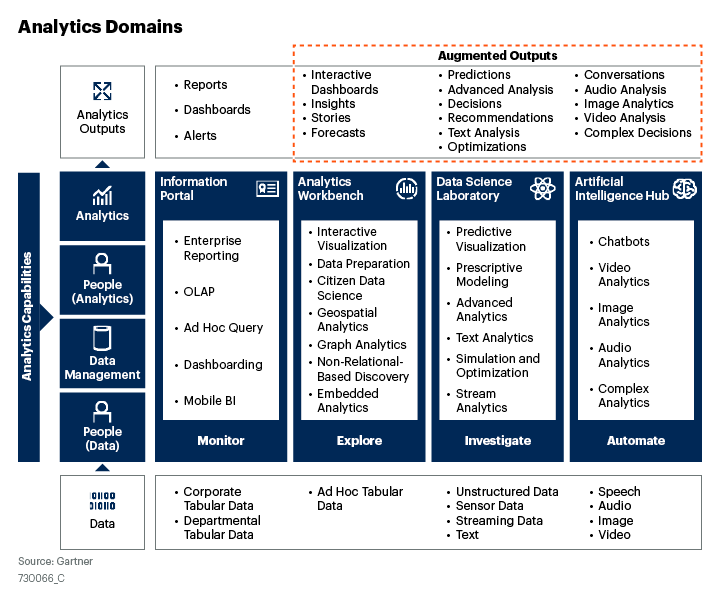 Analytics Domains
Augmented Outputs
Analytics
Outputs
• Reports
• Dashboards
• Alerts
• Interactive
Dashboards
• Insights
• Stories
• Forecasts
• Predictions
• Advanced Analysis
• Decisions
• Recommendations
• Text Analysis
• Optimizations
• Conversations
• Audio Analysis
• Image Analytics
• Video Analysis
• Complex Decisions
Analytics Capabilities
Analytics
People
(Analytics)
Data
Management
People
(Data)
Information
Portal
• Enterprise
Reporting
• OLAP
• Ad Hoc Query
• Dashboarding
• Mobile BI
Monitor
Analytics
Workbench
• Interactive
Visualization
• Data Preparation
• Citizen Data
Science
• Geospatial
Analytics
• Graph Analytics
• Non-Relational-
Based Discovery
• Embedded
Analytics
Explore
Data Science
Laboratory
• Predictive
Visualization
• Prescriptive
Modeling
• Advanced
Analytics
• Text Analytics
• Simulation and
Optimization
• Stream
Analytics
Investigate
Artificial
Intelligence Hub
• Chatbots
• Video
Analytics
• Image
Analytics
• Audio
Analytics
• Complex
Analytics
Automate
Data
• Corporate
Tabular Data
• Departmental
Tabular Data
• Ad Hoc Tabular
Data
• Unstructured Data
• Sensor Data
• Streaming Data
• Text
• Speech
• Audio
• Image
• Video
Source: Gartner
730066_C